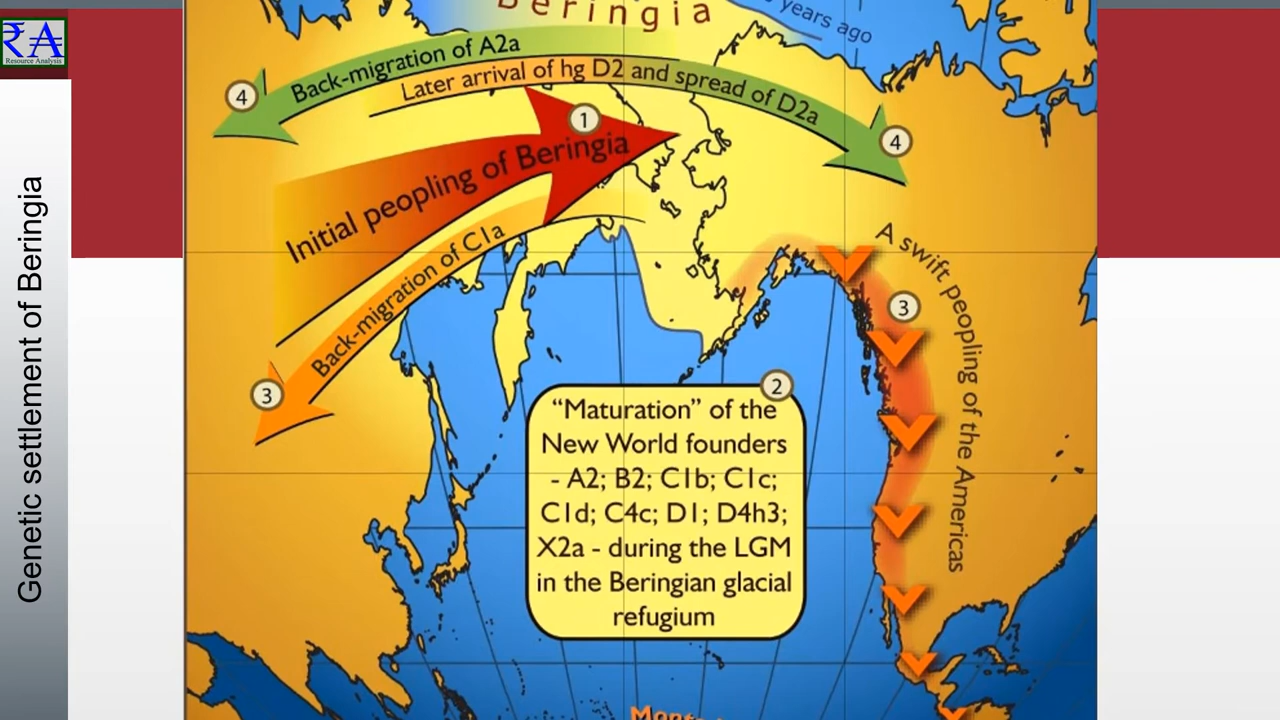 ₹A
Resource Analysis
Genetic settlement of Beringia
Beringia
years ago
Back-migration of A2a
Later arrival of hg D2 and spread of D2a
4
4
1
Initial peopling of Beringia
Back-migration of C1a
3
A swift peopling of the Americas
3
2
“Maturation” of the
New World founders
- A2; B2; C1b; C1c;
C1d; C4c; D1; D4h3;
X2a - during the LGM
in the Beringian glacial
refugium